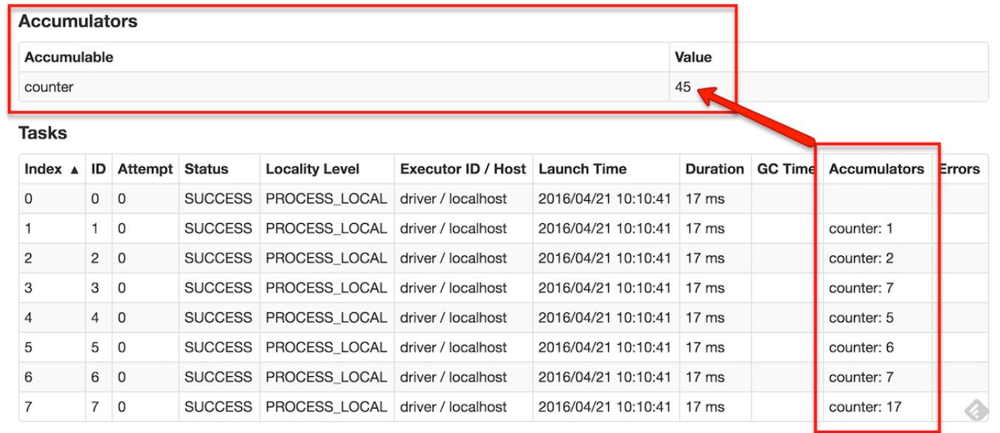 Accumulators
Accumulable Value
counter 45
Tasks
Index ▲ ID Attempt Status Locality Level Executor ID / Host Launch Time Duration GC Time Accumulators Errors
0 0 0 SUCCESS PROCESS_LOCAL driver / localhost 2016/04/21 10:10:41 17 ms
1 1 0 SUCCESS PROCESS_LOCAL driver / localhost 2016/04/21 10:10:41 17 ms counter: 1
2 2 0 SUCCESS PROCESS_LOCAL driver / localhost 2016/04/21 10:10:41 17 ms counter: 2
3 3 0 SUCCESS PROCESS_LOCAL driver / localhost 2016/04/21 10:10:41 17 ms counter: 7
4 4 0 SUCCESS PROCESS_LOCAL driver / localhost 2016/04/21 10:10:41 17 ms counter: 5
5 5 0 SUCCESS PROCESS_LOCAL driver / localhost 2016/04/21 10:10:41 17 ms counter: 6
6 6 0 SUCCESS PROCESS_LOCAL driver / localhost 2016/04/21 10:10:41 17 ms counter: 7
7 7 0 SUCCESS PROCESS_LOCAL driver / localhost 2016/04/21 10:10:41 17 ms counter: 17